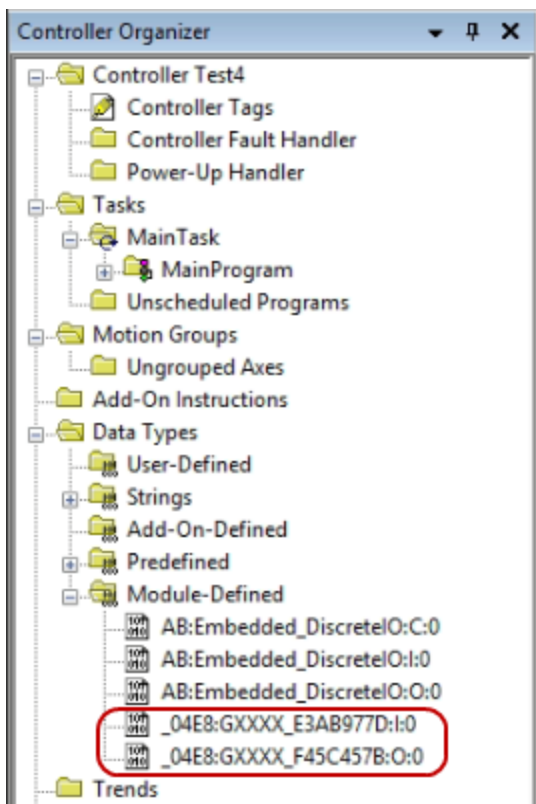 Controller Organizer
Controller Test4
Controller Tags
Controller Fault Handler
Power-Up Handler
Tasks
MainTask
MainProgram
Unscheduled Programs
Motion Groups
Ungrouped Axes
Add-On Instructions
Data Types
User-Defined
Strings
Add-On-Defined
Predefined
Module-Defined
AB:Embedded_DiscreteIO:C:0
AB:Embedded_DiscreteIO:I:0
AB:Embedded_DiscreteIO:O:0
_04E8:GXXXX_E3AB977D:I:0
_04E8:GXXXX_F45C457B:O:0
Trends